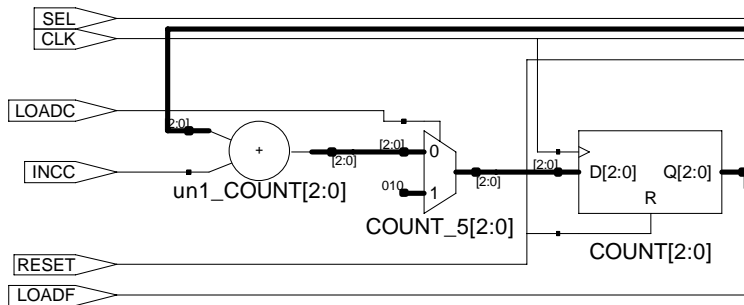 SEL
CLK
LOADC
2:0]
+
[2:0]
[2:0]
0
[2:0]
[2:0]
D[2:0]
Q[2:0]
INCC
un1_COUNT[2:0]
010
1
R
COUNT_5[2:0]
COUNT[2:0]
RESET
LOADF